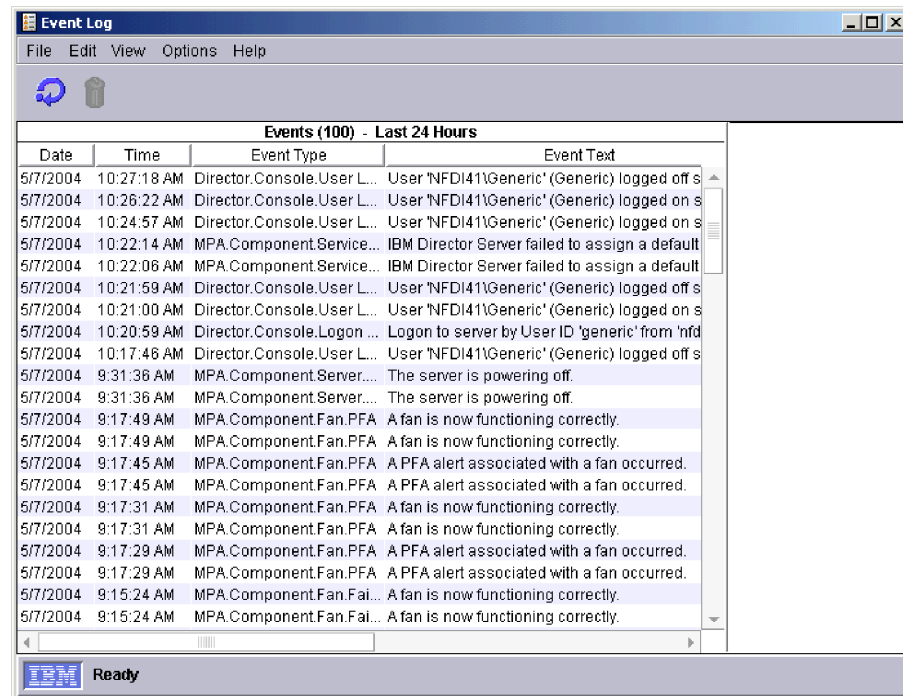 Event Log
File Edit View Options Help
Events (100) - Last 24 Hours
Date Time Event Type Event Text
5/7/2004 10:27:18 AM Director.Console.User L... User 'NFDI41\Generic' (Generic) logged off s
5/7/2004 10:26:22 AM Director.Console.User L... User 'NFDI41\Generic' (Generic) logged on s
5/7/2004 10:24:57 AM Director.Console.User L... User 'NFDI41\Generic' (Generic) logged on s
5/7/2004 10:22:14 AM MPA.Component.Service... IBM Director Server failed to assign a default
5/7/2004 10:22:06 AM MPA.Component.Service... IBM Director Server failed to assign a default
5/7/2004 10:21:59 AM Director.Console.User L... User 'NFDI41\Generic' (Generic) logged off s
5/7/2004 10:21:00 AM Director.Console.User L... User 'NFDI41\Generic' (Generic) logged on s
5/7/2004 10:20:59 AM Director.Console.Logon ... Logon to server by User ID 'generic' from 'nfd
5/7/2004 10:17:46 AM Director.Console.User L... User 'NFDI41\Generic' (Generic) logged off s
5/7/2004 9:31:36 AM MPA.Component.Server.... The server is powering off.
5/7/2004 9:31:36 AM MPA.Component.Server.... The server is powering off.
5/7/2004 9:17:49 AM MPA.Component.Fan.PFA A fan is now functioning correctly.
5/7/2004 9:17:49 AM MPA.Component.Fan.PFA A fan is now functioning correctly.
5/7/2004 9:17:45 AM MPA.Component.Fan.PFA A PFA alert associated with a fan occurred.
5/7/2004 9:17:45 AM MPA.Component.Fan.PFA A PFA alert associated with a fan occurred.
5/7/2004 9:17:31 AM MPA.Component.Fan.PFA A fan is now functioning correctly.
5/7/2004 9:17:31 AM MPA.Component.Fan.PFA A fan is now functioning correctly.
5/7/2004 9:17:29 AM MPA.Component.Fan.PFA A PFA alert associated with a fan occurred.
5/7/2004 9:17:29 AM MPA.Component.Fan.PFA A PFA alert associated with a fan occurred.
5/7/2004 9:15:24 AM MPA.Component.Fan.Fai... A fan is now functioning correctly.
5/7/2004 9:15:24 AM MPA.Component.Fan.Fai... A fan is now functioning correctly.
IBM Ready